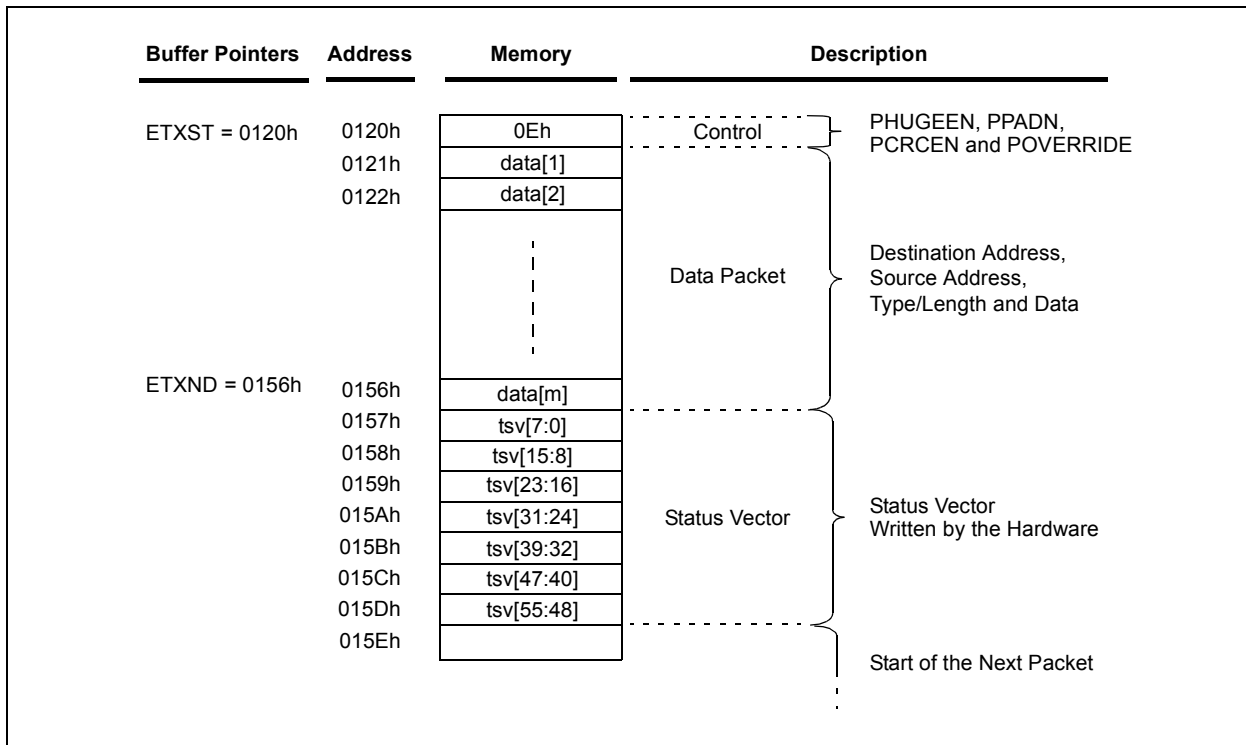 Buffer Pointers Address Memory Description
ETXST = 0120h 0120h 0Eh Control PHUGEEN, PPADN,
PCRCEN and POVERRIDE
0121h data[1]
0122h data[2]
Data Packet Destination Address,
Source Address,
Type/Length and Data
ETXND = 0156h 0156h data[m]
0157h tsv[7:0]
0158h tsv[15:8]
0159h tsv[23:16]
015Ah tsv[31:24] Status Vector Status Vector
Written by the Hardware
015Bh tsv[39:32]
015Ch tsv[47:40]
015Dh tsv[55:48]
015Eh
Start of the Next Packet